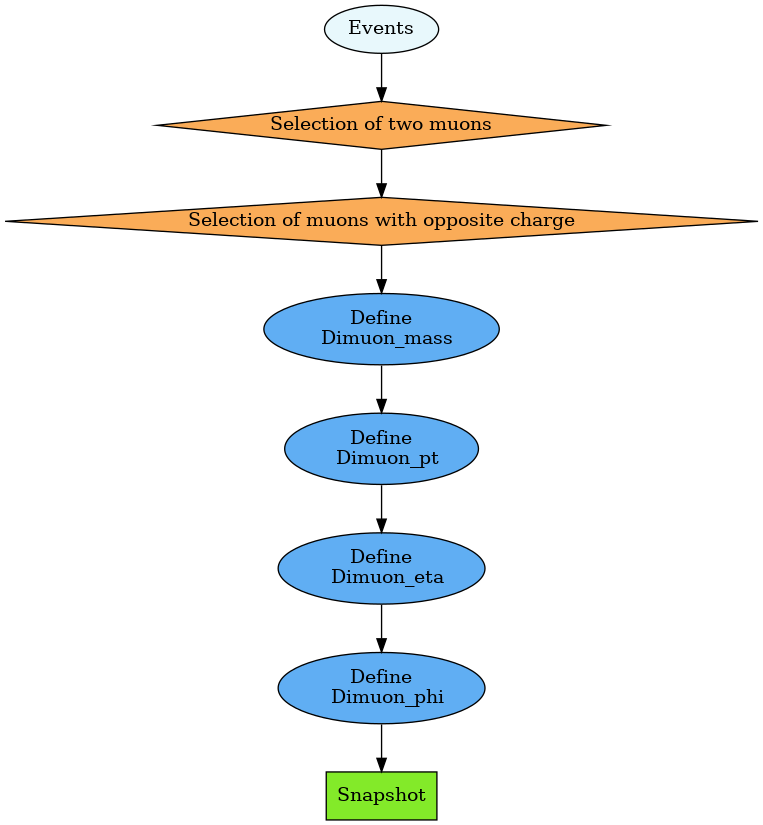 Events
Selection of two muons
Selection of muons with opposite charge
Define
Dimuon_mass
Define
Dimuon_pt
Define
Dimuon_eta
Define
Dimuon_phi
Snapshot